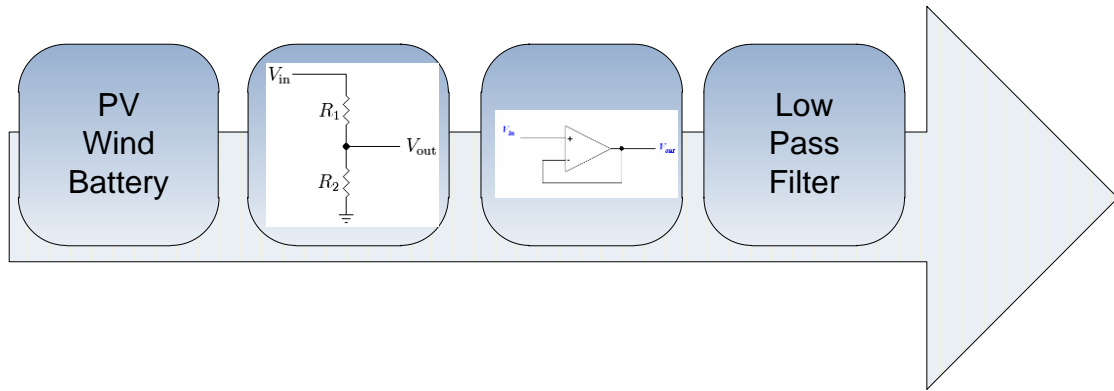 PV
Wind
Battery
Vin
R1
Vout
R2
Vin
+
-
Vout
Low
Pass
Filter